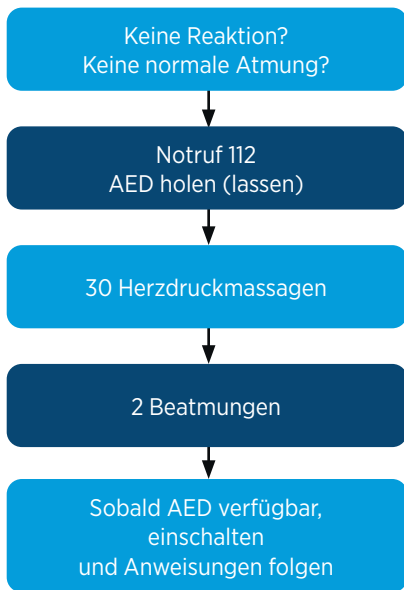 Keine Reaktion?
Keine normale Atmung?
Notruf 112
AED holen (lassen)
30 Herzdruckmassagen
2 Beatmungen
Sobald AED verfügbar,
einschalten
und Anweisungen folgen